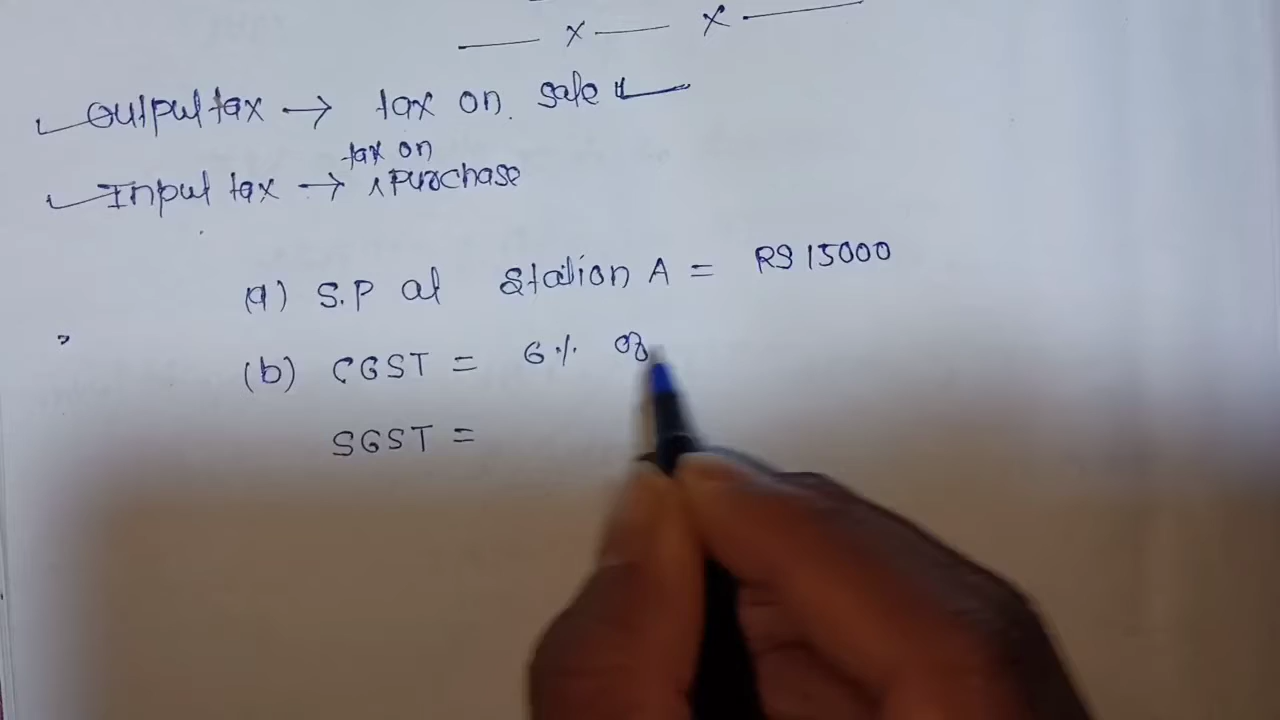 — x — x —
Output tax → tax on sale
tax on
Input tax → ^ purchase
(a) S.P at Station A = RS 15000
(b) CGST = 6% of
SGST =